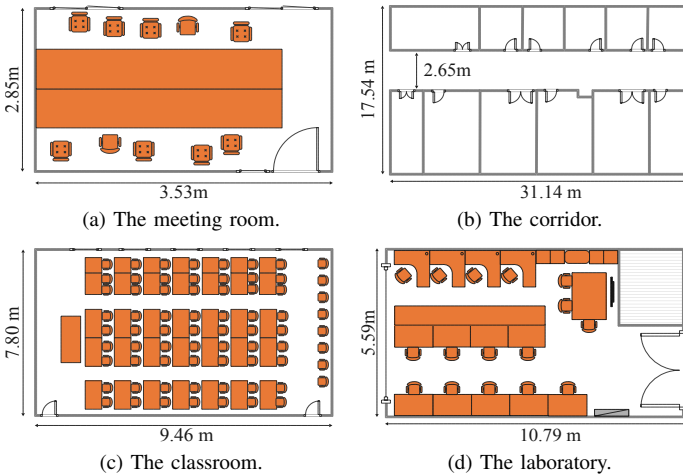 2.85m
3.53m
(a) The meeting room.
17.54 m
2.65m
31.14 m
(b) The corridor.
7.80 m
9.46 m
(c) The classroom.
5.59m
10.79 m
(d) The laboratory.